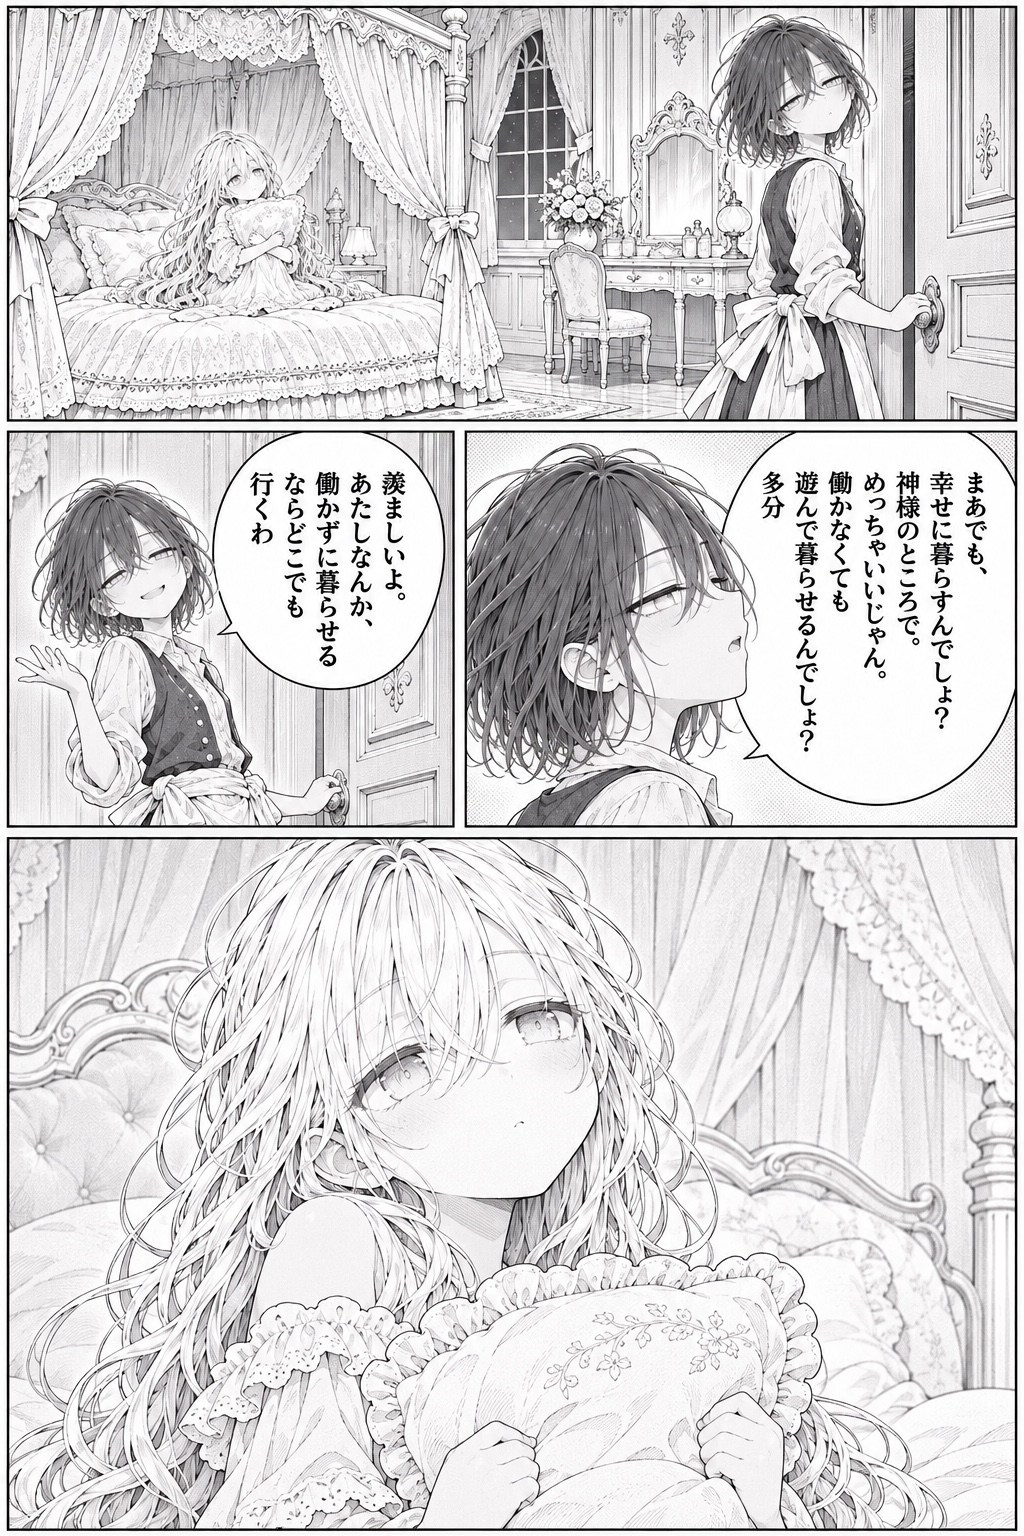 まあでも、
幸せに暮らすんでしょ？
神様のところで。
めっちゃいいじゃん。
働かなくても
遊んで暮らせるんでしょ？
多分
羨ましいよ。
あたしなんか、
働かずに暮らせる
ならどこでも
行くわ